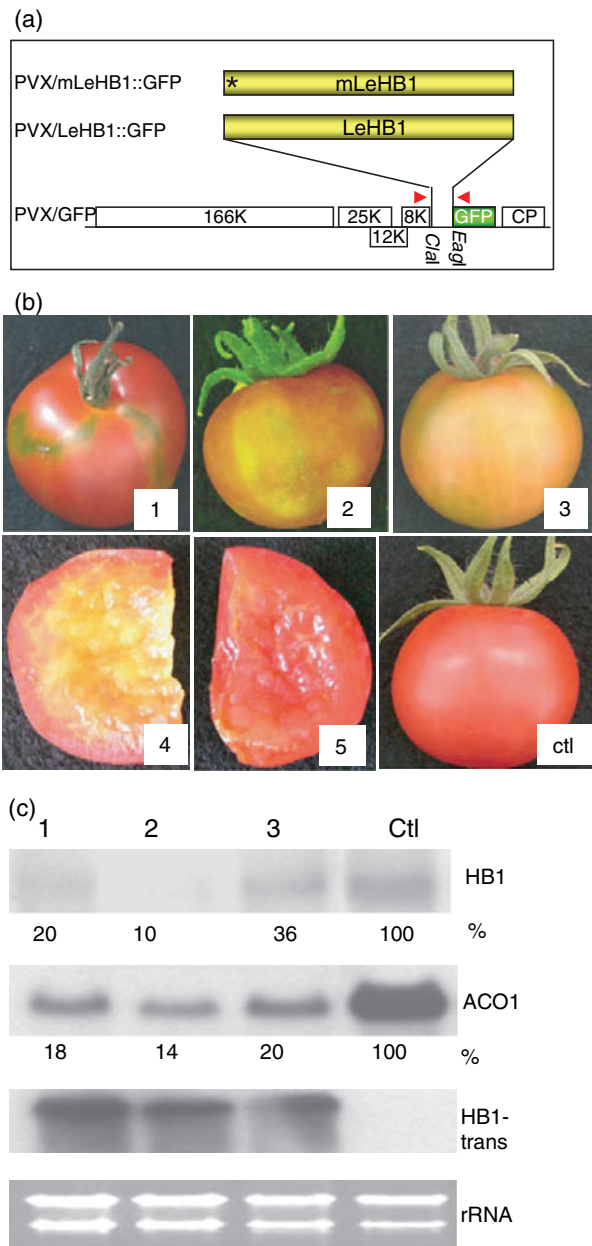 (a)
PVX/mLeHB1::GFP
* mLeHB1
PVX/LeHB1::GFP
LeHB1
PVX/GFP
166K
25K
12K
8K
ClaI
EagI
GFP
CP
(b)
1
2
3
4
5
ctl
(c)
1 2 3 Ctl
HB1
20 10 36 100 %
ACO1
18 14 20 100 %
HB1-
trans
rRNA